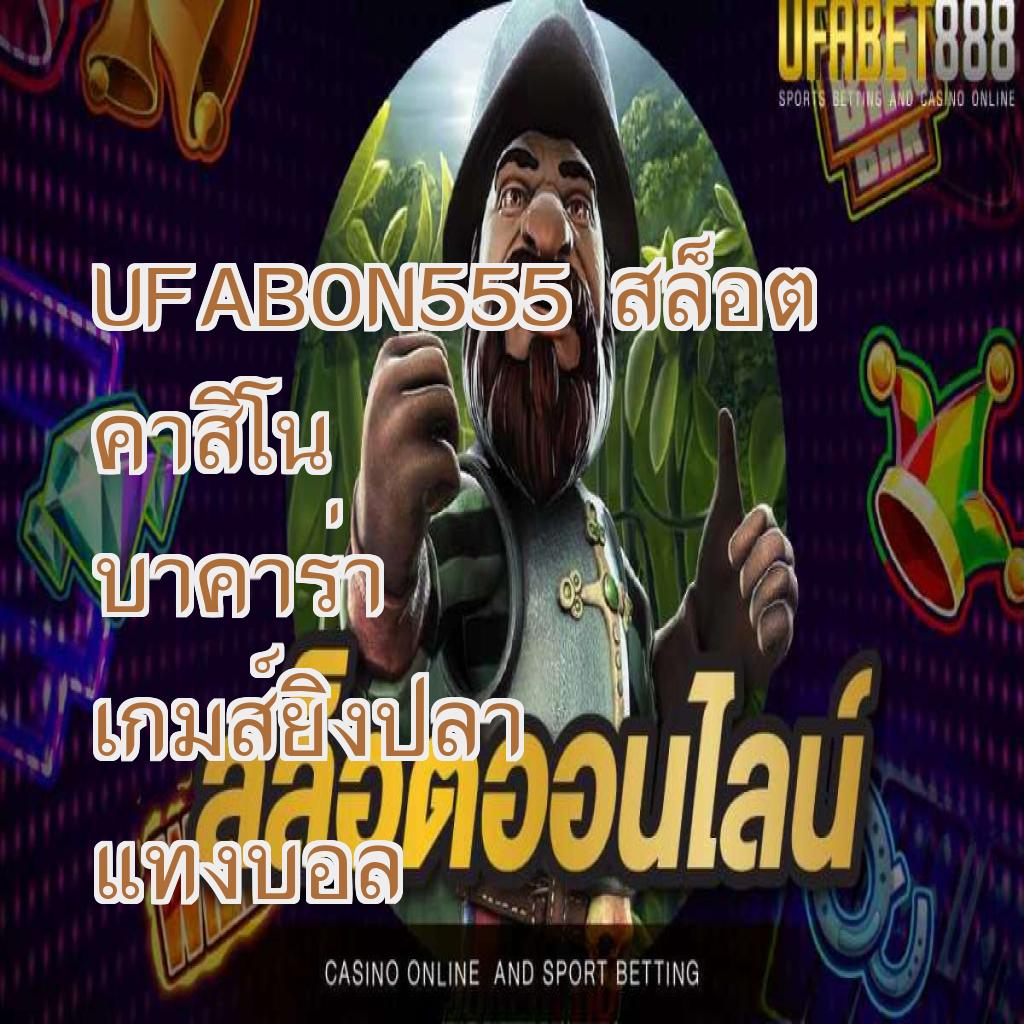 UFABET888
SPORTS BETTING AND CASINO ONLINE
BAR
UFABON555 สล็อต
คาสิโน
บาคาร่า
เกมส์ยิงปลา
แทงบอล
สล็อตออนไลน์
CASINO ONLINE AND SPORT BETTING